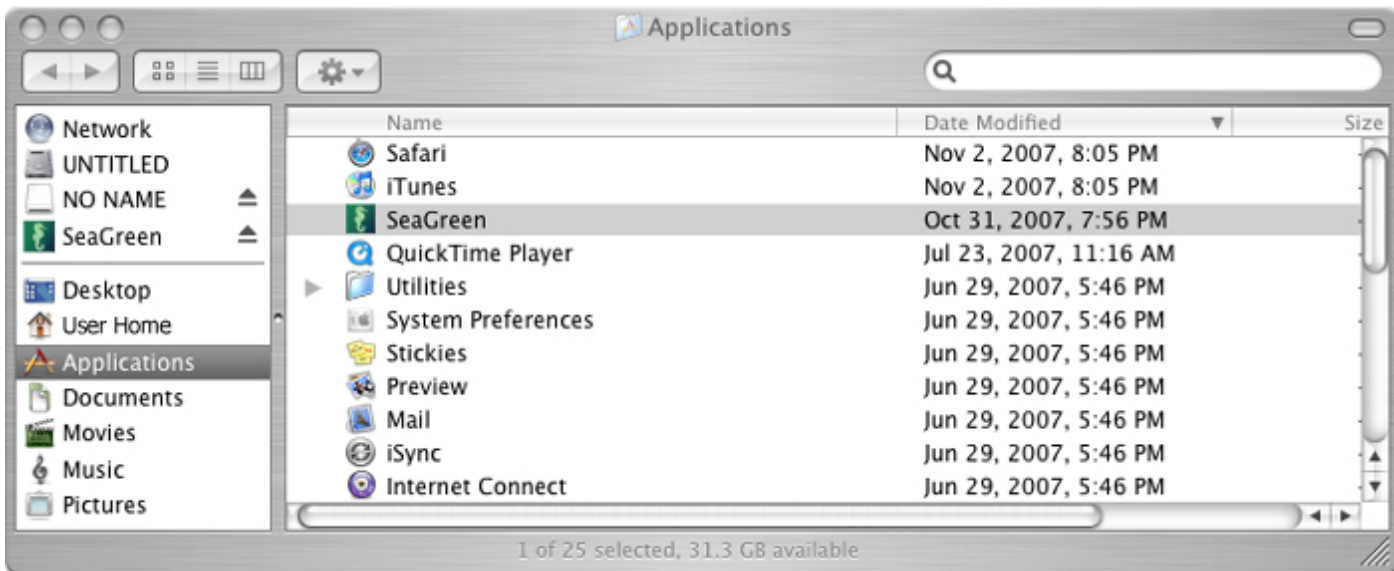 Applications
Network
UNTITLED
NO NAME
SeaGreen
Desktop
User Home
Applications
Documents
Movies
Music
Pictures
Name Date Modified Size
Safari Nov 2, 2007, 8:05 PM
iTunes Nov 2, 2007, 8:05 PM
SeaGreen Oct 31, 2007, 7:56 PM
QuickTime Player Jul 23, 2007, 11:16 AM
Utilities Jun 29, 2007, 5:46 PM
System Preferences Jun 29, 2007, 5:46 PM
Stickies Jun 29, 2007, 5:46 PM
Preview Jun 29, 2007, 5:46 PM
Mail Jun 29, 2007, 5:46 PM
iSync Jun 29, 2007, 5:46 PM
Internet Connect Jun 29, 2007, 5:46 PM
1 of 25 selected, 31.3 GB available